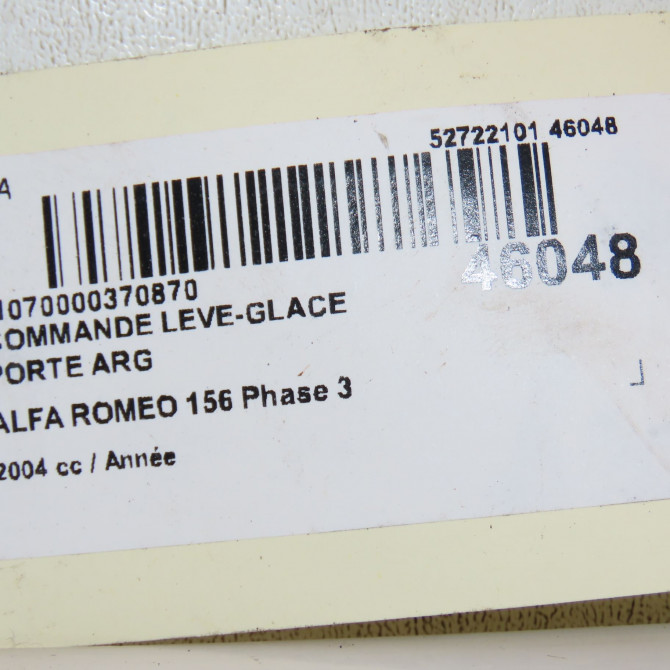 52722101 46048
A
46048
1070000370870
COMMANDE LEVE-GLACE
PORTE ARG
ALFA ROMEO 156 Phase 3
2004 cc / Année